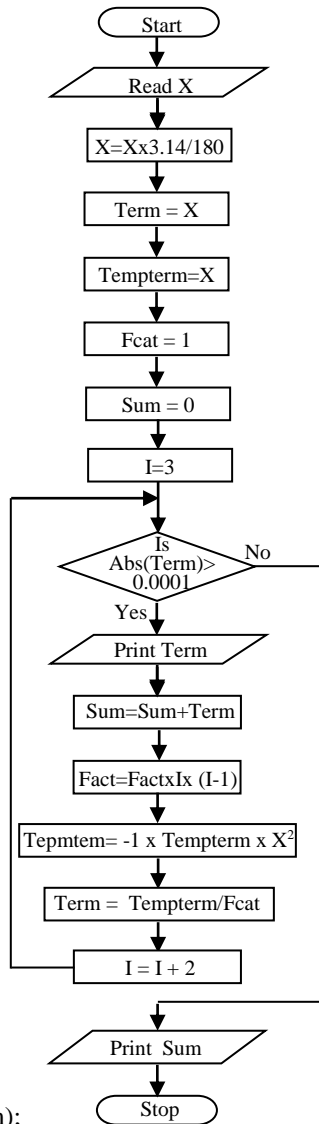 Start
Read X
X=Xx3.14/180
Term = X
Tempterm=X
Fcat = 1
Sum = 0
I=3
Is
Abs(Term)>
0.0001
No
Yes
Print Term
Sum=Sum+Term
Fact=FactxIx (I-1)
Tepmtem= -1 x Tempterm x X²
Term = Tempterm/Fcat
I = I + 2
Print Sum
Stop
);